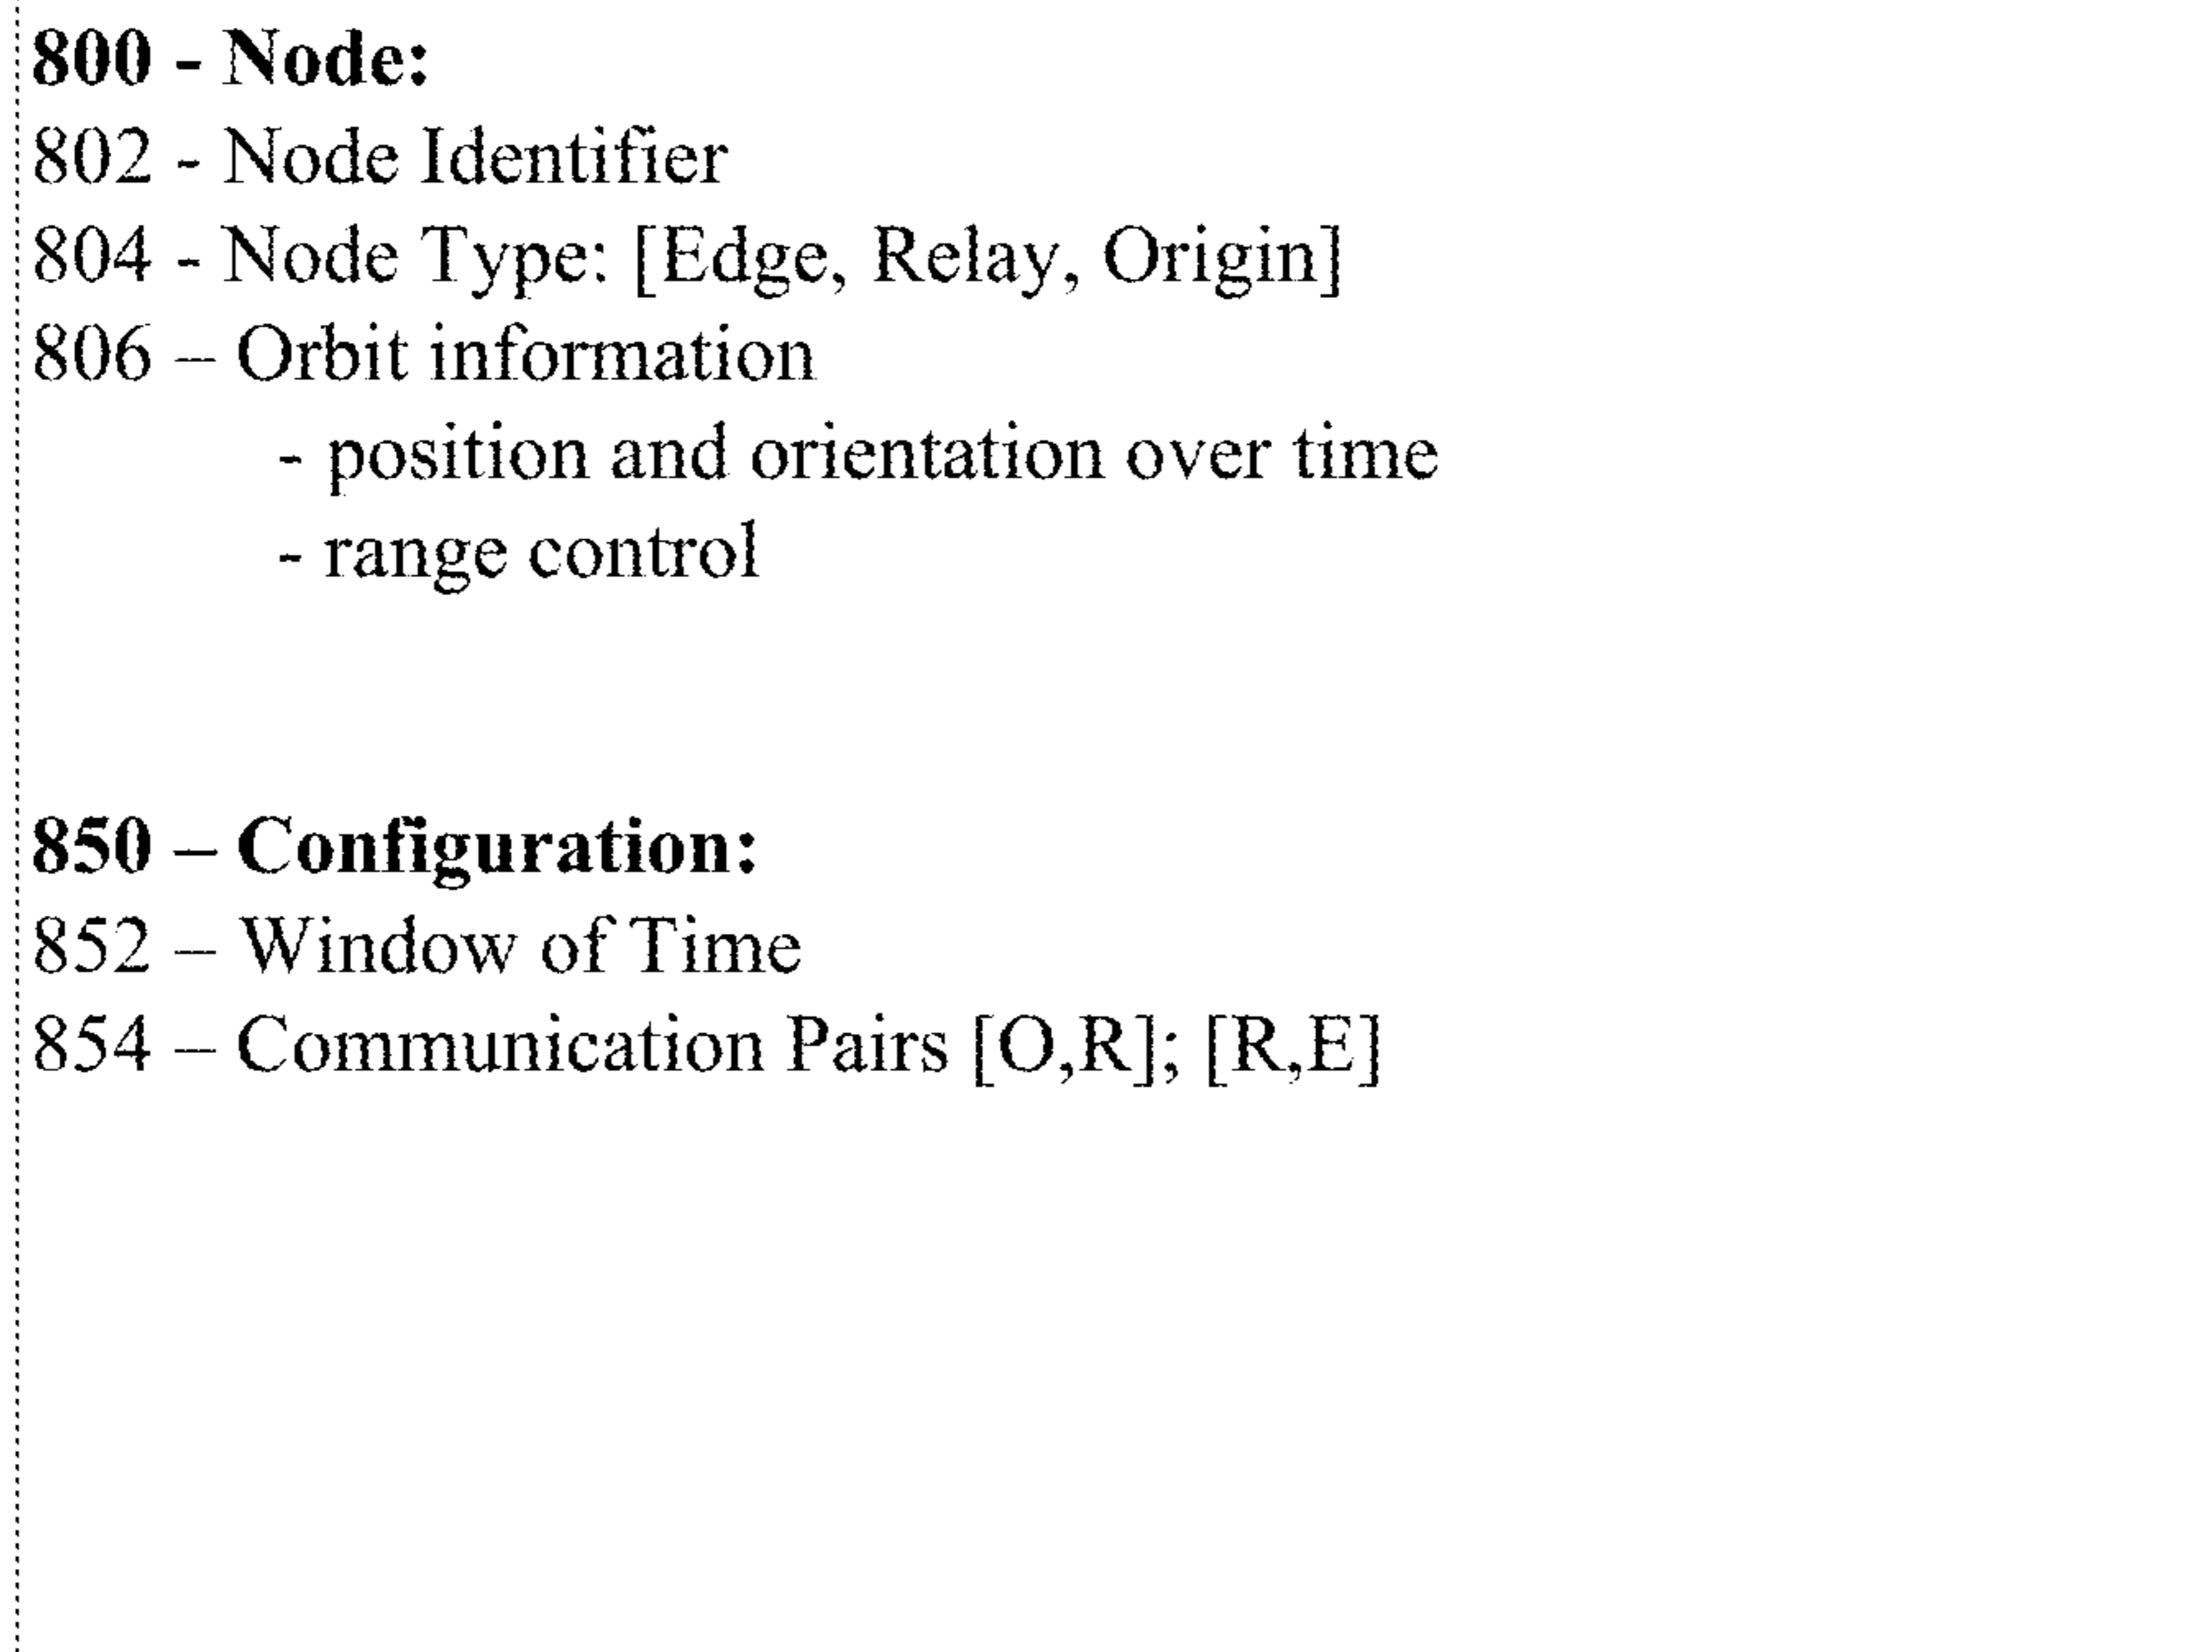 800 - Node:
802 - Node Identifier
804 - Node Type: [Edge, Relay, Origin]
806 – Orbit information
- position and orientation over time
- range control
850 – Configuration:
852 – Window of Time
854 – Communication Pairs [O,R]; [R,E]